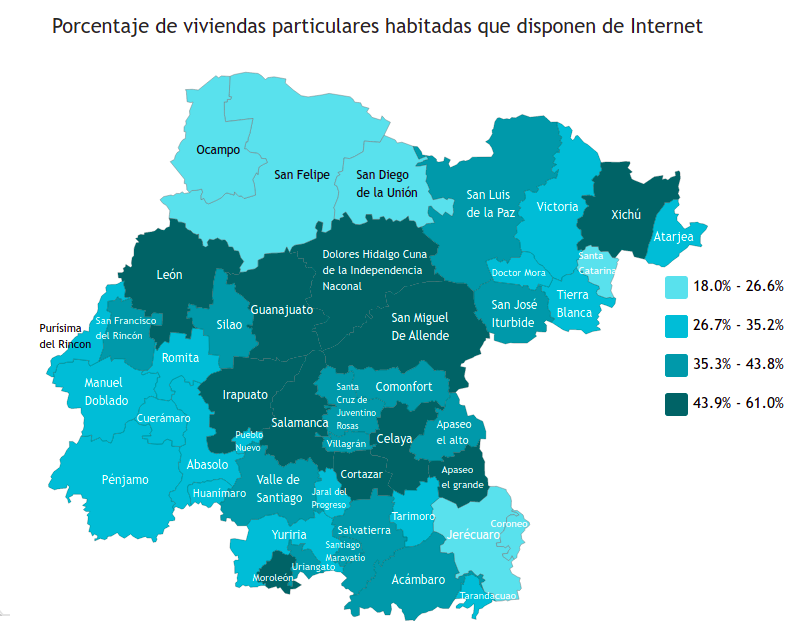 Porcentaje de viviendas particulares habitadas que disponen de Internet
Ocampo
San Felipe
San Diego
de la Unión
San Luis
de la Paz
Victoria
Xichú
Atarjea
Santa
Catarina
Doctor Mora
Tierra
Blanca
San José
Iturbide
Dolores Hidalgo Cuna
de la Independencia
Naconal
León
Guanajuato
San Miguel
De Allende
Silao
San Francisco
del Rincón
Purísima
del Rincon
Romita
Manuel
Doblado
Cuerámaro
Irapuato
Salamanca
Santa
Cruz de
Juventino
Rosas
Comonfort
Villagrán
Celaya
Apaseo
el alto
Apaseo
el grande
Pueblo
Nuevo
Abasolo
Pénjamo
Huanímaro
Valle de
Santiago
Cortazar
Jaral del
Progreso
Tarimoro
Salvatierra
Jerécuaro
Coroneo
Yuriria
Santiago
Maravatío
Uriangato
Moroleón
Acámbaro
Tarandacuao
18.0% - 26.6%
26.7% - 35.2%
35.3% - 43.8%
43.9% - 61.0%